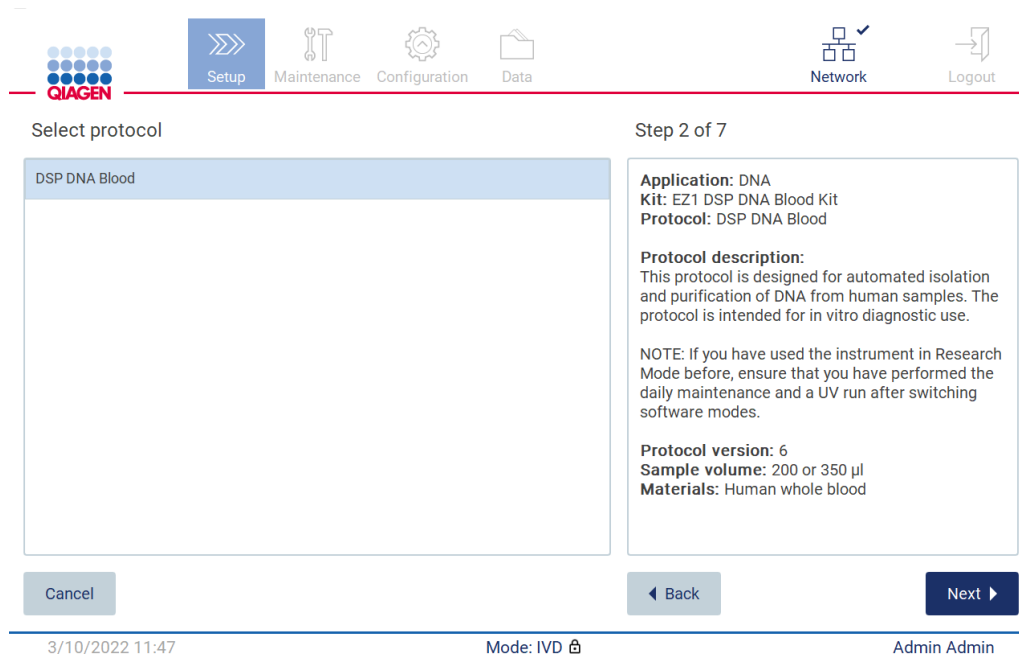 Setup
Maintenance
Configuration
Data
Network
Logout
QIAGEN
Select protocol
Step 2 of 7
DSP DNA Blood
Application: DNA
Kit: EZ1 DSP DNA Blood Kit
Protocol: DSP DNA Blood
Protocol description:
This protocol is designed for automated isolation
and purification of DNA from human samples. The
protocol is intended for in vitro diagnostic use.
NOTE: If you have used the instrument in Research
Mode before, ensure that you have performed the
daily maintenance and a UV run after switching
software modes.
Protocol version: 6
Sample volume: 200 or 350 µl
Materials: Human whole blood
Cancel
Back
Next
3/10/2022 11:47
Mode: IVD
Admin Admin